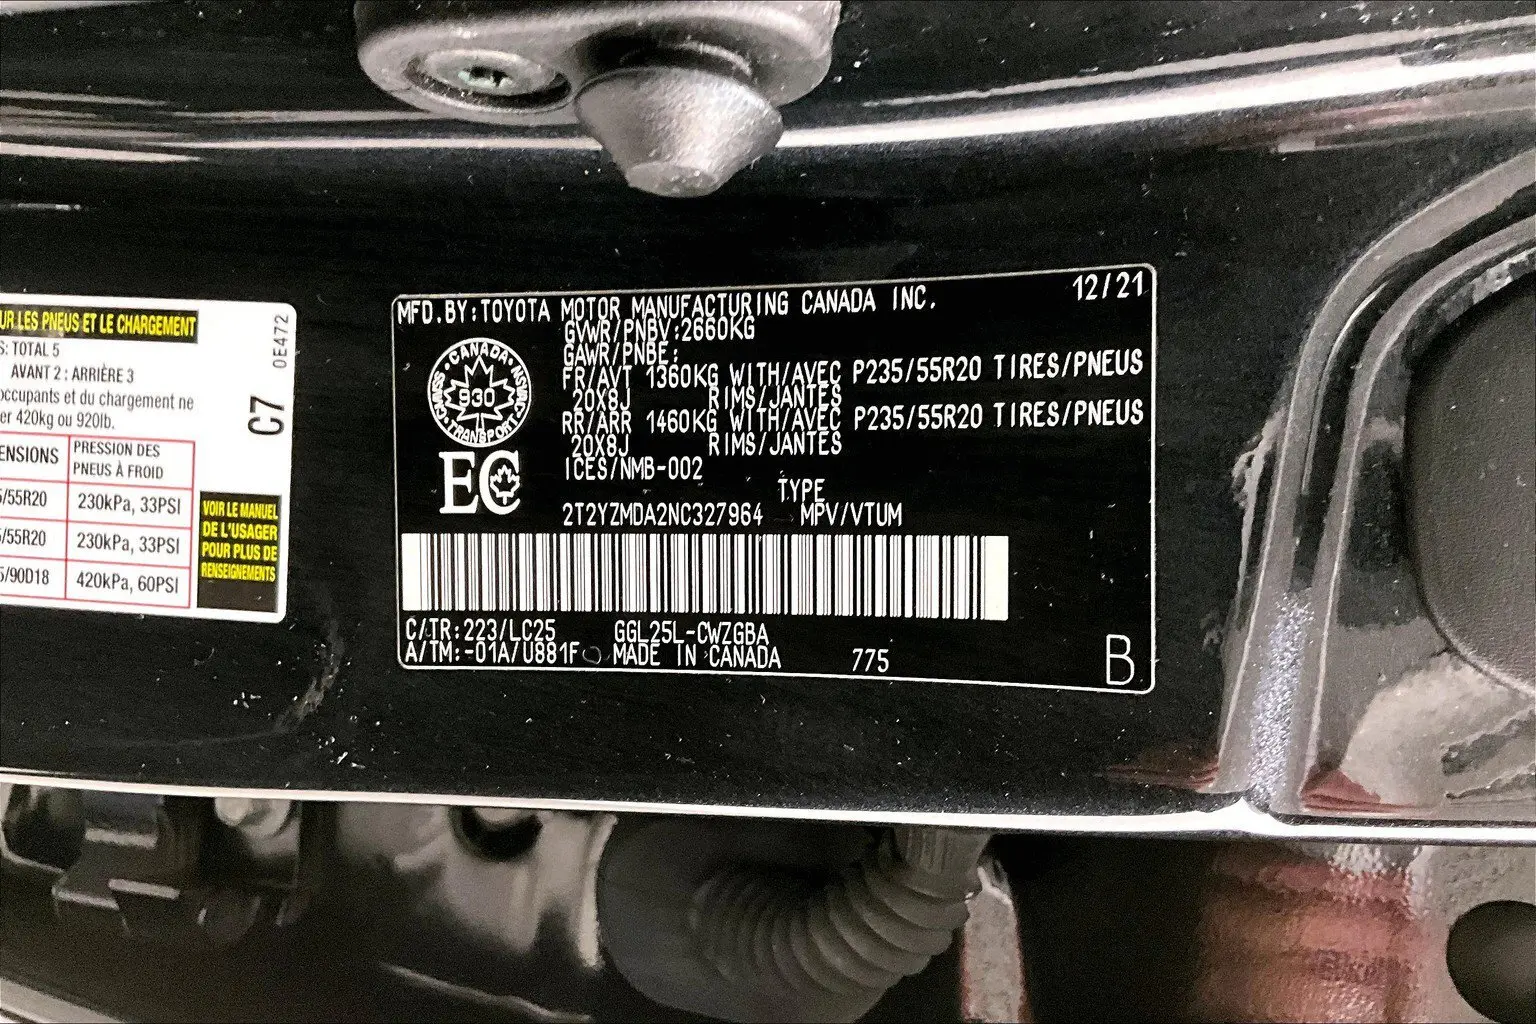 UR LES PNEUS ET LE CHARGEMENT
S: TOTAL 5
AVANT 2 : ARRIÈRE 3
occupants et du chargement ne
er 420kg ou 920lb.
ENSIONS
PRESSION DES
PNEUS À FROID
/55R20 230kPa, 33PSI
/55R20 230kPa, 33PSI
/90D18 420kPa, 60PSI
VOIR LE MANUEL
DE L'USAGER
POUR PLUS DE
RENSEIGNEMENTS
0E472
C7
MFD.BY:TOYOTA MOTOR MANUFACTURING CANADA INC. 12/21
GVWR/PNBV:2660KG
GAWR/PNBE:
FR/AVT 1360KG WITH/AVEC P235/55R20 TIRES/PNEUS
20X8J RIMS/JANTES
RR/ARR 1460KG WITH/AVEC P235/55R20 TIRES/PNEUS
20X8J RIMS/JANTES
ICES/NMB-002
TYPE
2T2YZMDA2NC327964 MPV/VTUM
CANADA
CMVSS
NSVAC
930
TRANSPORT
EC
C/TR:223/LC25 GGL25L-CWZGBA
A/TM:-01A/U881F MADE IN CANADA 775
B